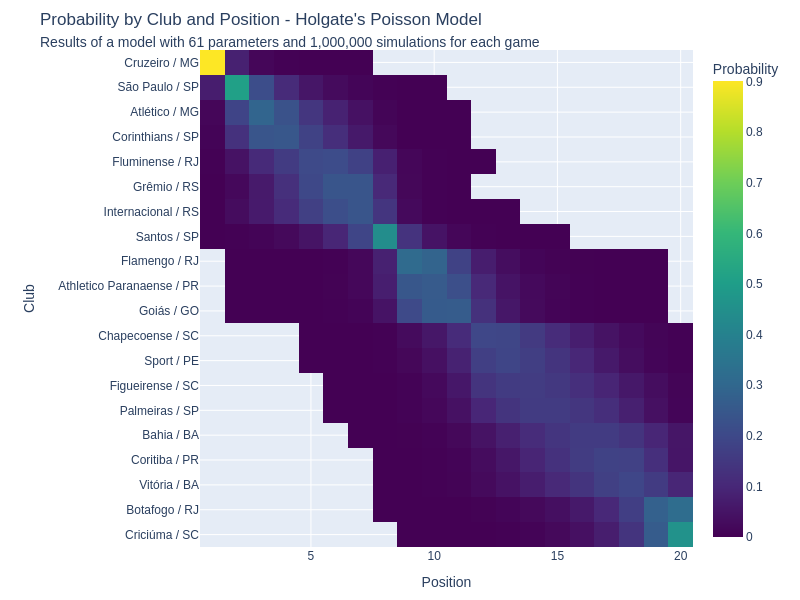 Probability by Club and Position - Holgate's Poisson Model
Results of a model with 61 parameters and 1,000,000 simulations for each game
Probability
Cruzeiro / MG
São Paulo / SP
Atlético / MG
Corinthians / SP
Fluminense / RJ
Grêmio / RS
Internacional / RS
Santos / SP
Flamengo / RJ
Athletico Paranaense / PR
Goiás / GO
Chapecoense / SC
Sport / PE
Figueirense / SC
Palmeiras / SP
Bahia / BA
Coritiba / PR
Vitória / BA
Botafogo / RJ
Criciúma / SC
Club
5
10
15
20
Position
0.9
0.8
0.7
0.6
0.5
0.4
0.3
0.2
0.1
0